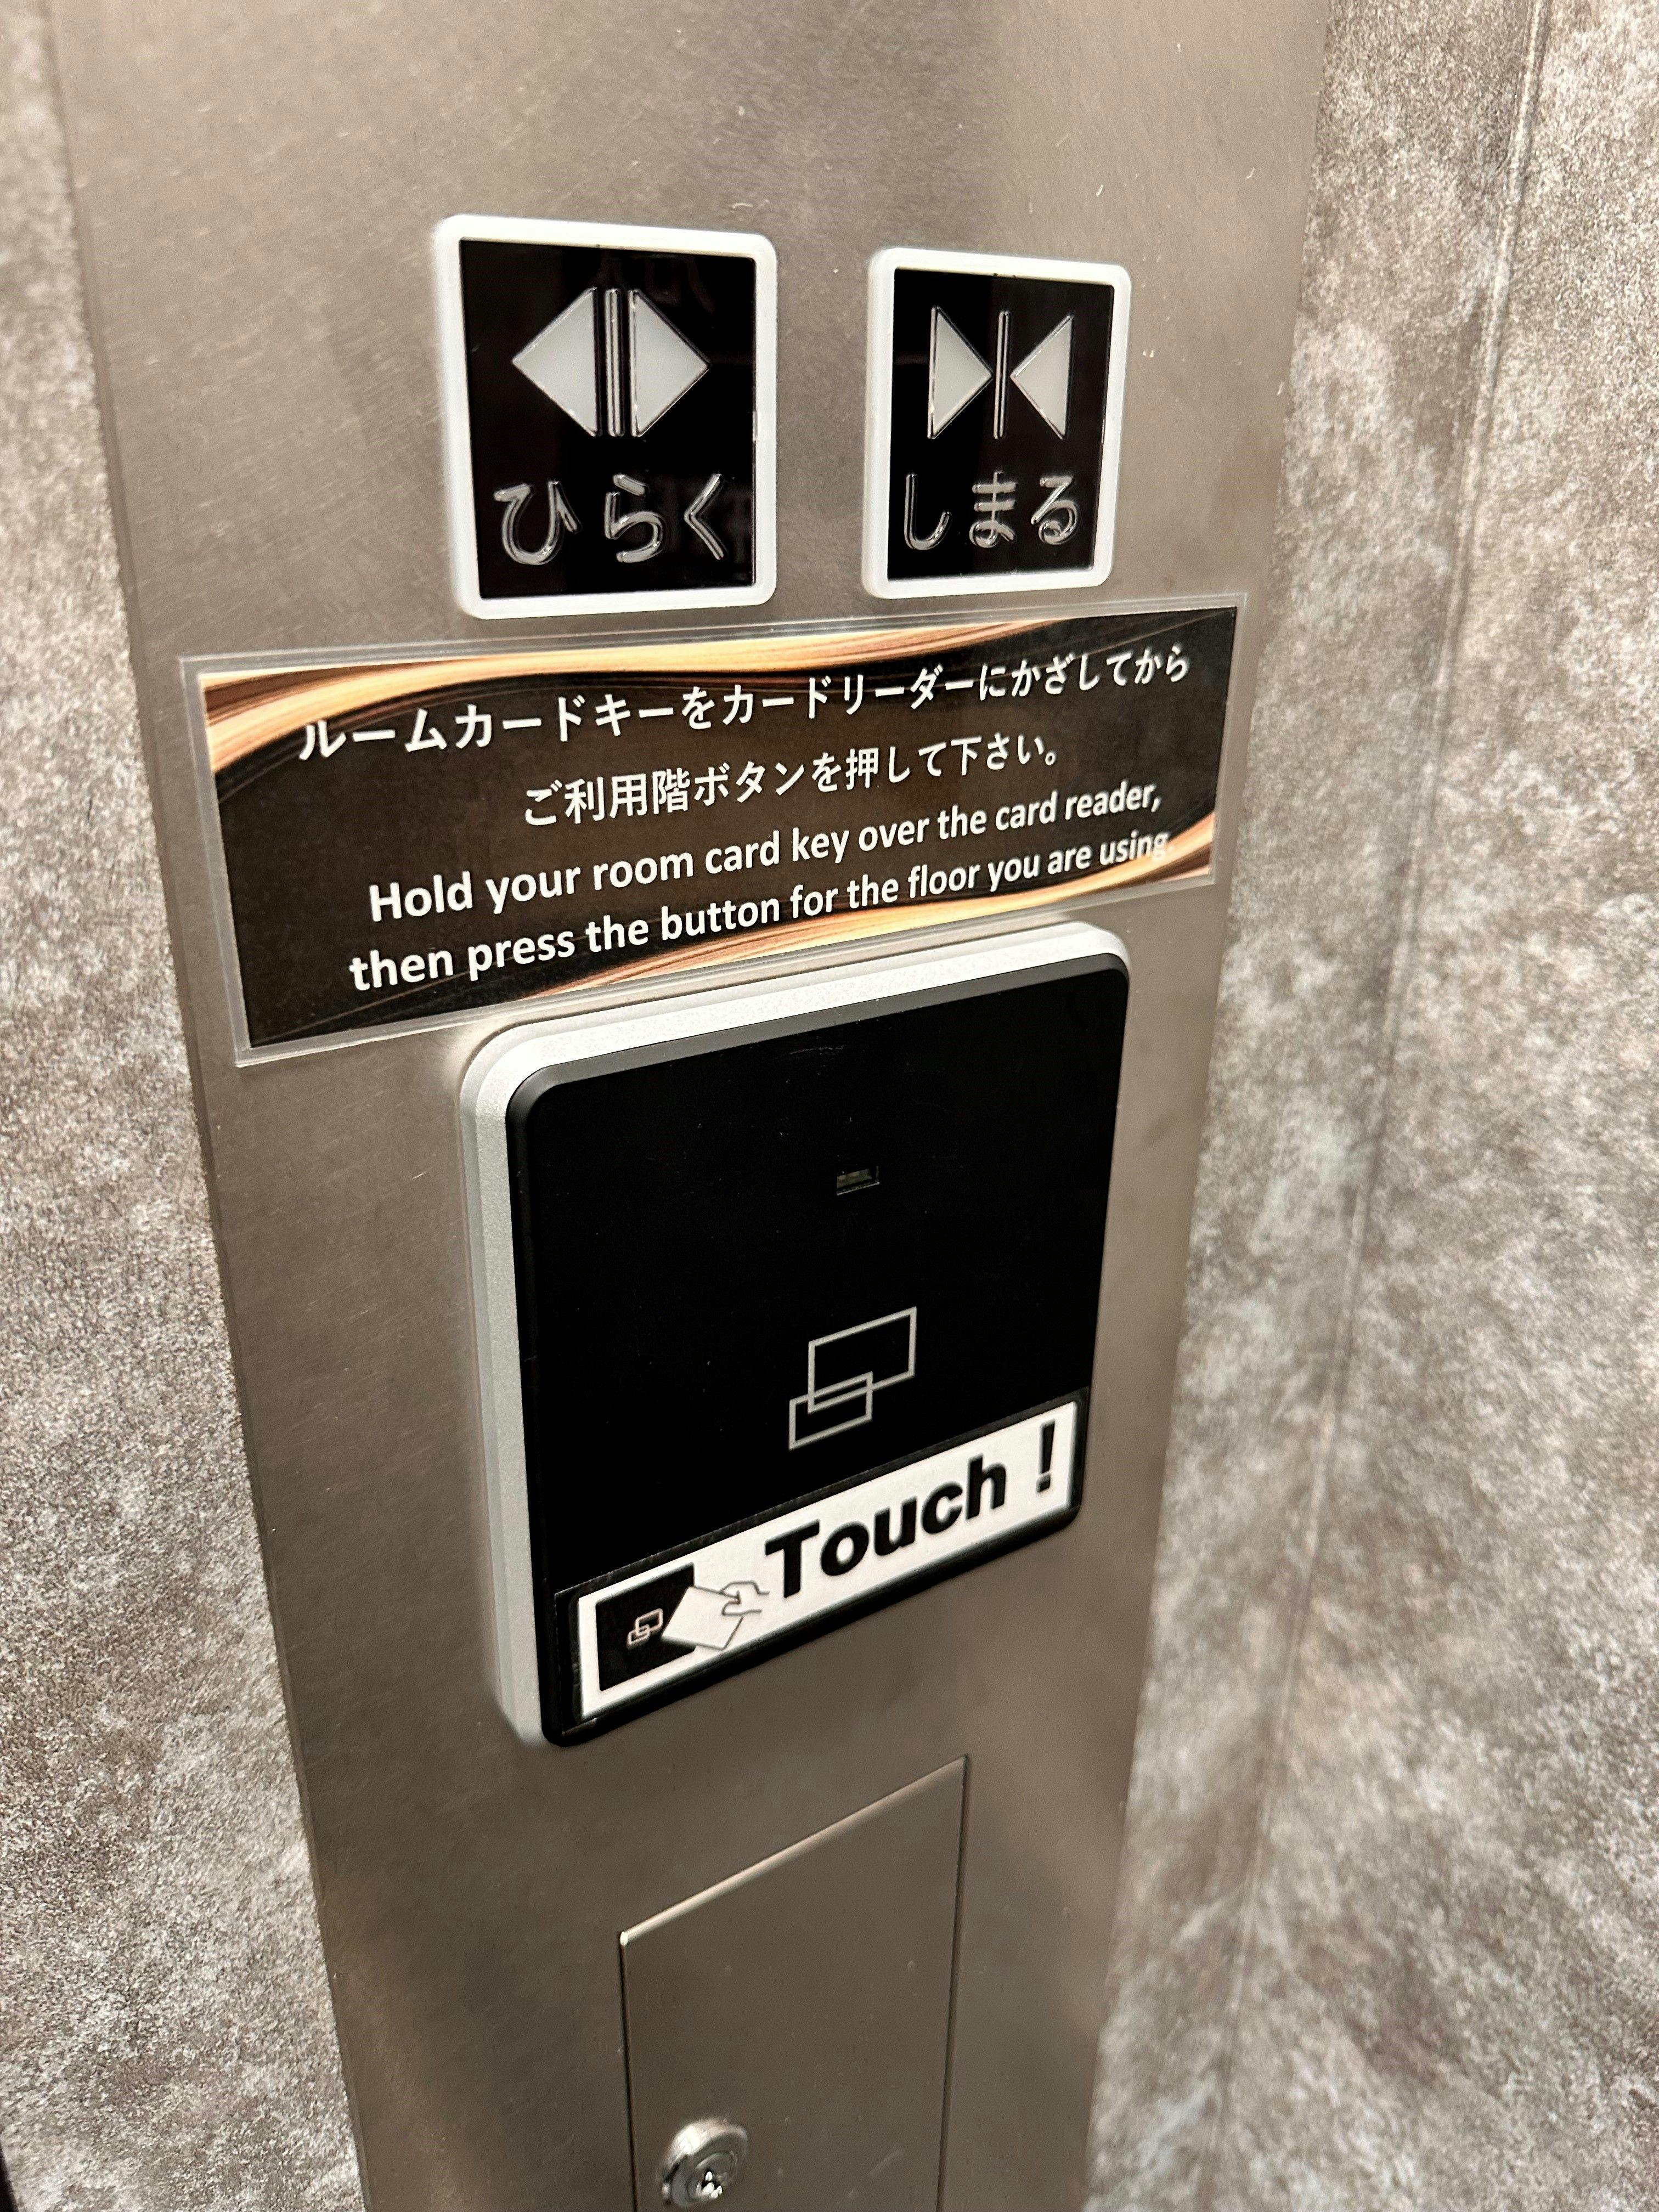 ひらく
しまる
ルームカードキーをカードリーダーにかざしてから
ご利用階ボタンを押して下さい。
Hold your room card key over the card reader,
then press the button for the floor you are using.
Touch !